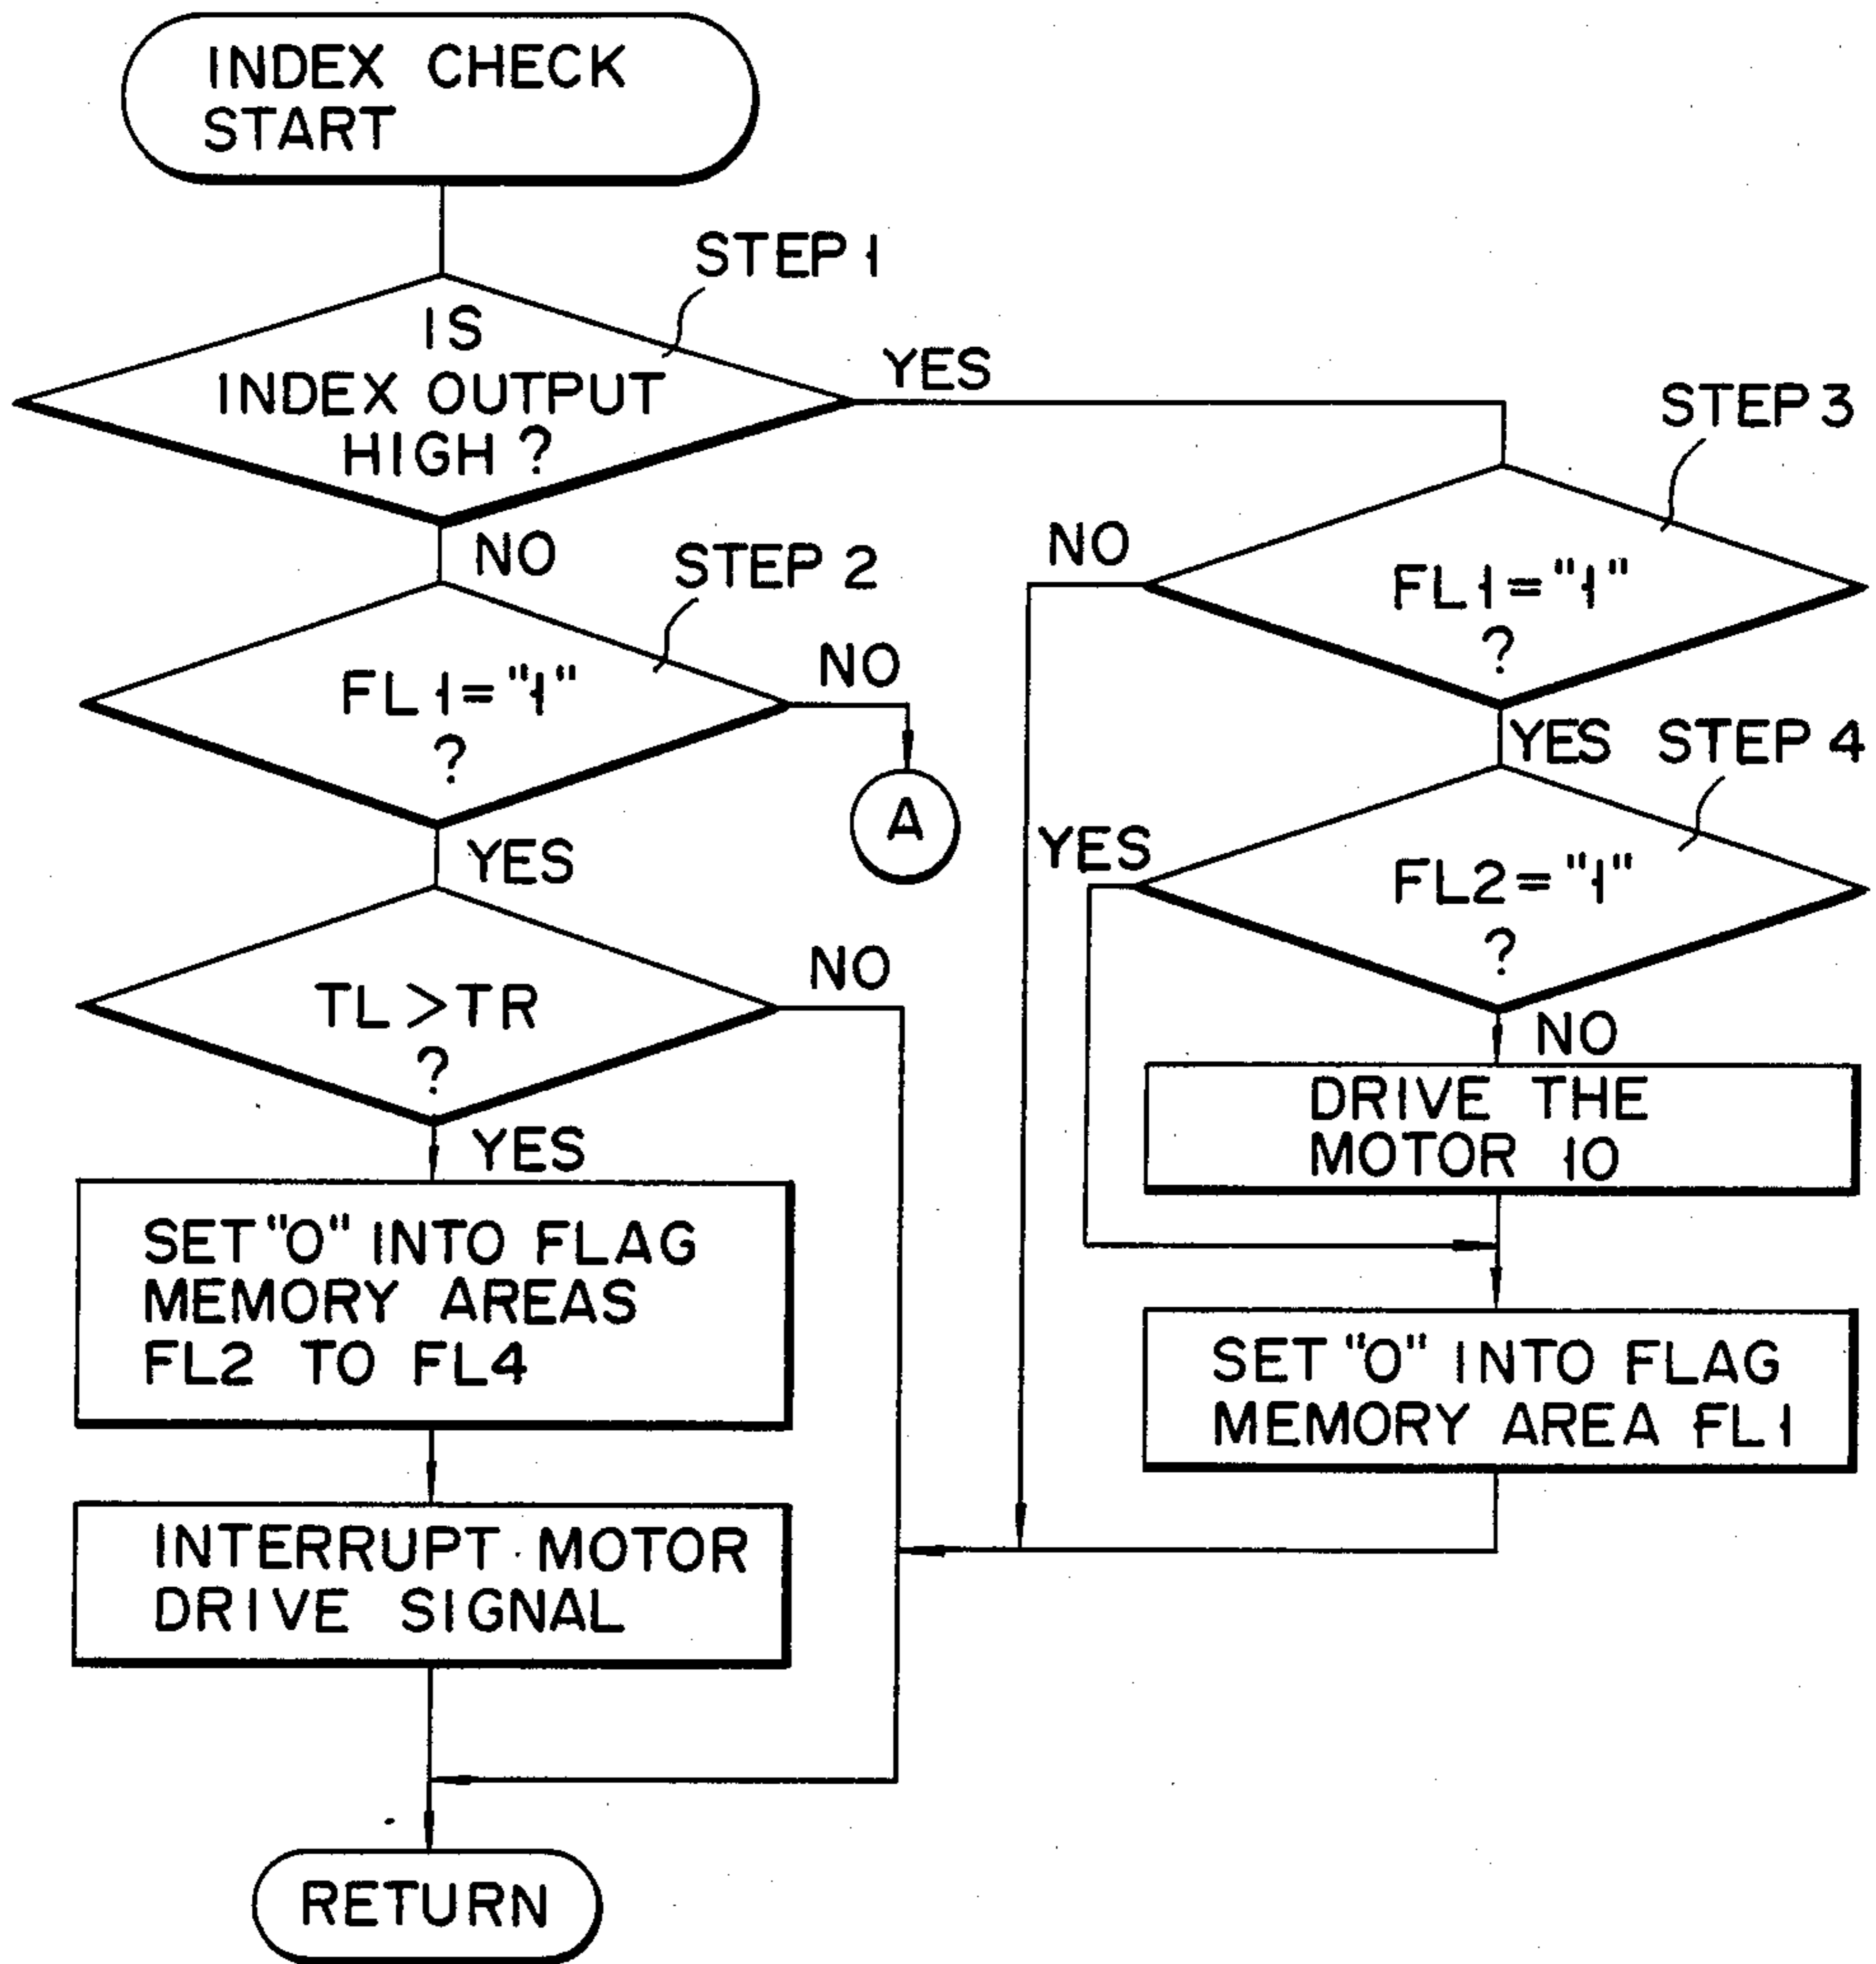 INDEX CHECK
START
STEP 1
IS
INDEX OUTPUT
HIGH ?
YES
NO
STEP 2
FL1="1"
?
NO
A
YES
TL>TR
?
NO
YES
SET "0" INTO FLAG
MEMORY AREAS
FL2 TO FL4
INTERRUPT MOTOR
DRIVE SIGNAL
RETURN
STEP 3
NO
FL1="1"
?
YES
STEP 4
YES
FL2="1"
?
NO
DRIVE THE
MOTOR 10
SET "0" INTO FLAG
MEMORY AREA FL1